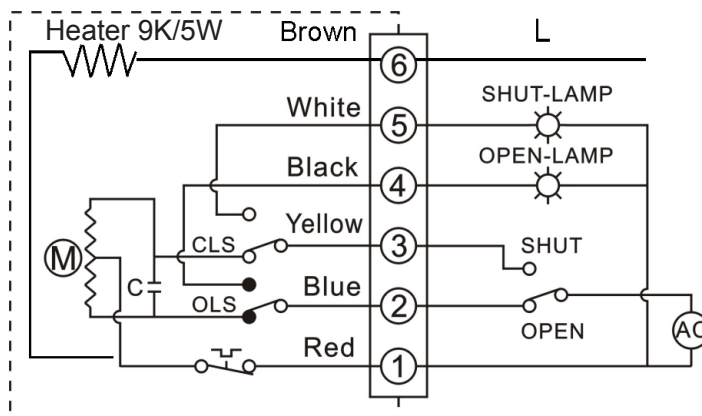 Heater 9K/5W Brown 6 L
White 5 SHUT-LAMP
Black 4 OPEN-LAMP
Yellow 3 SHUT
CLS
M
C
OLS
Blue 2 OPEN
AC
Red 1